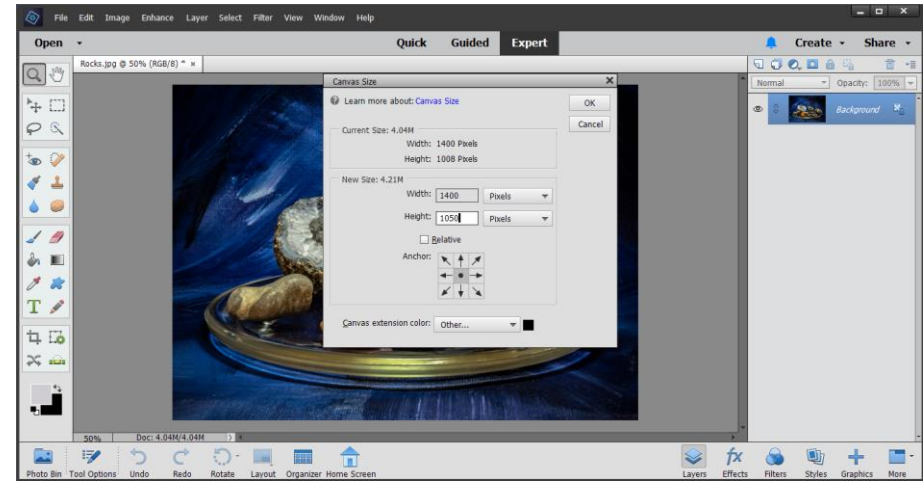 File Edit Image Enhance Layer Select Filter View Window Help
Open Quick Guided Expert Create Share
Rocks.jpg @ 50% (RGB/8) * ×
Normal Opacity: 100%
Background
Canvas Size
Learn more about: Canvas Size
OK
Cancel
Current Size: 4.04M
Width: 1400 Pixels
Height: 1008 Pixels
New Size: 4.21M
Width: 1400 Pixels
Height: 1050 Pixels
Relative
Anchor:
Canvas extension color: Other...
T
50% Doc: 4.04M/4.04M
Photo Bin Tool Options Undo Redo Rotate Layout Organizer Home Screen Layers fx Effects Filters Styles Graphics More